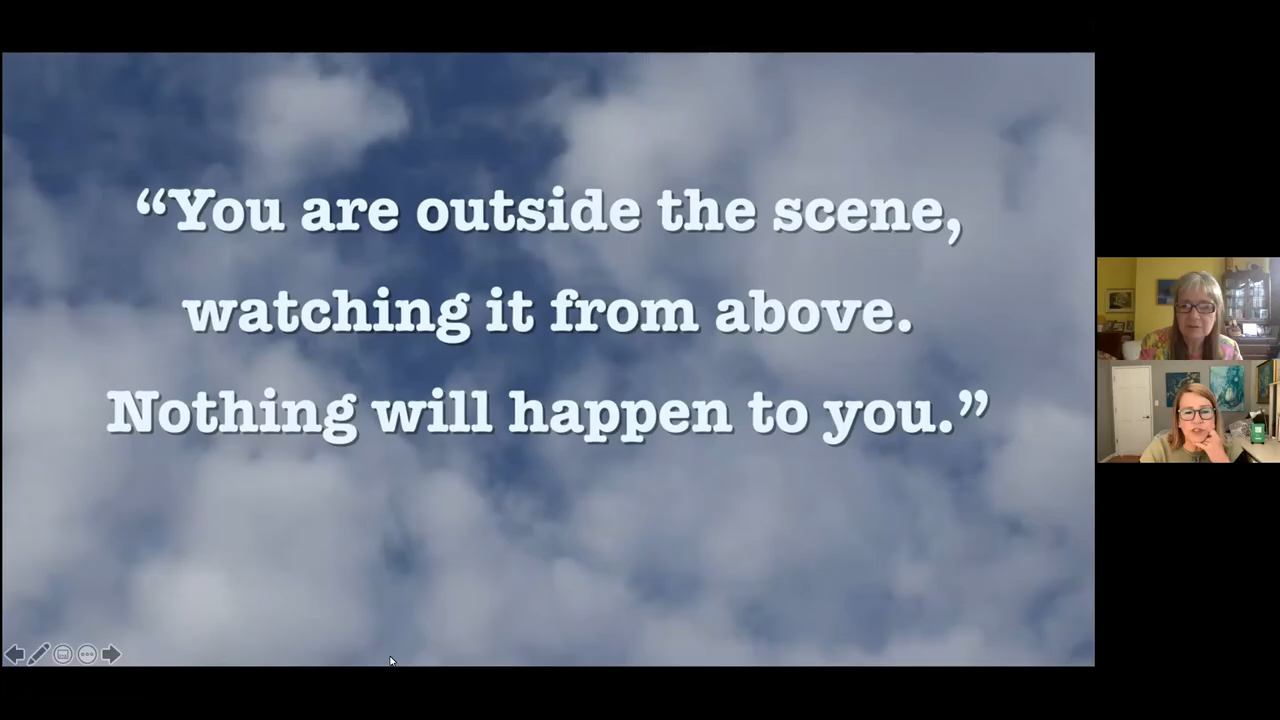 “You are outside the scene,
watching it from above.
Nothing will happen to you.”